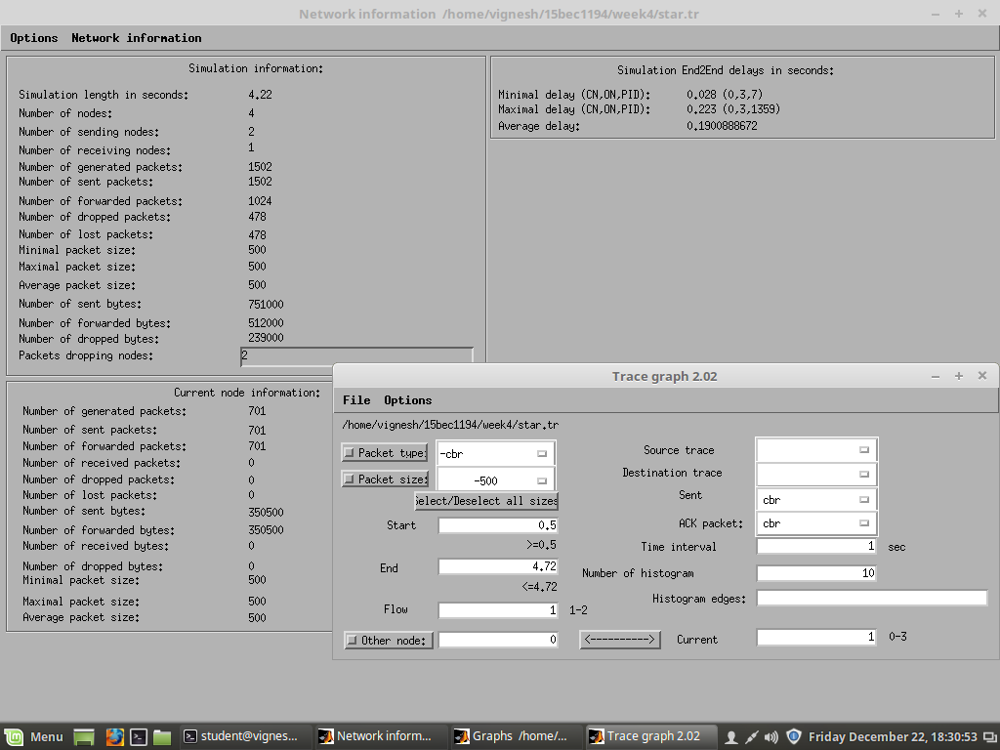 Network information /home/vignesh/15bec1194/week4/star.tr
Options Network information
Simulation information:
Simulation length in seconds: 4.22
Number of nodes: 4
Number of sending nodes: 2
Number of receiving nodes: 1
Number of generated packets: 1502
Number of sent packets: 1502
Number of forwarded packets: 1024
Number of dropped packets: 478
Number of lost packets: 478
Minimal packet size: 500
Maximal packet size: 500
Average packet size: 500
Number of sent bytes: 751000
Number of forwarded bytes: 512000
Number of dropped bytes: 239000
Packets dropping nodes: 2
Simulation End2End delays in seconds:
Minimal delay (CN,ON,PID): 0.028 (0,3,7)
Maximal delay (CN,ON,PID): 0.223 (0,3,1359)
Average delay: 0.1900888672
Current node information:
Number of generated packets: 701
Number of sent packets: 701
Number of forwarded packets: 701
Number of received packets: 0
Number of dropped packets: 0
Number of lost packets: 0
Number of sent bytes: 350500
Number of forwarded bytes: 350500
Number of received bytes: 0
Number of dropped bytes: 0
Minimal packet size: 500
Maximal packet size: 500
Average packet size: 500
Trace graph 2.02
File Options
/home/vignesh/15bec1194/week4/star.tr
Packet type: -cbr
Packet size: -500
elect/Deselect all sizes
Start 0.5
>=0.5
End 4.72
<=4.72
Flow 1 1-2
Other node: 0
Source trace
Destination trace
Sent cbr
ACK packet: cbr
Time interval 1 sec
Number of histogram 10
Histogram edges:
<----------> Current 1 0-3
Menu student@vignes... Network inform... Graphs /home/... Trace graph 2.02 Friday December 22, 18:30:53